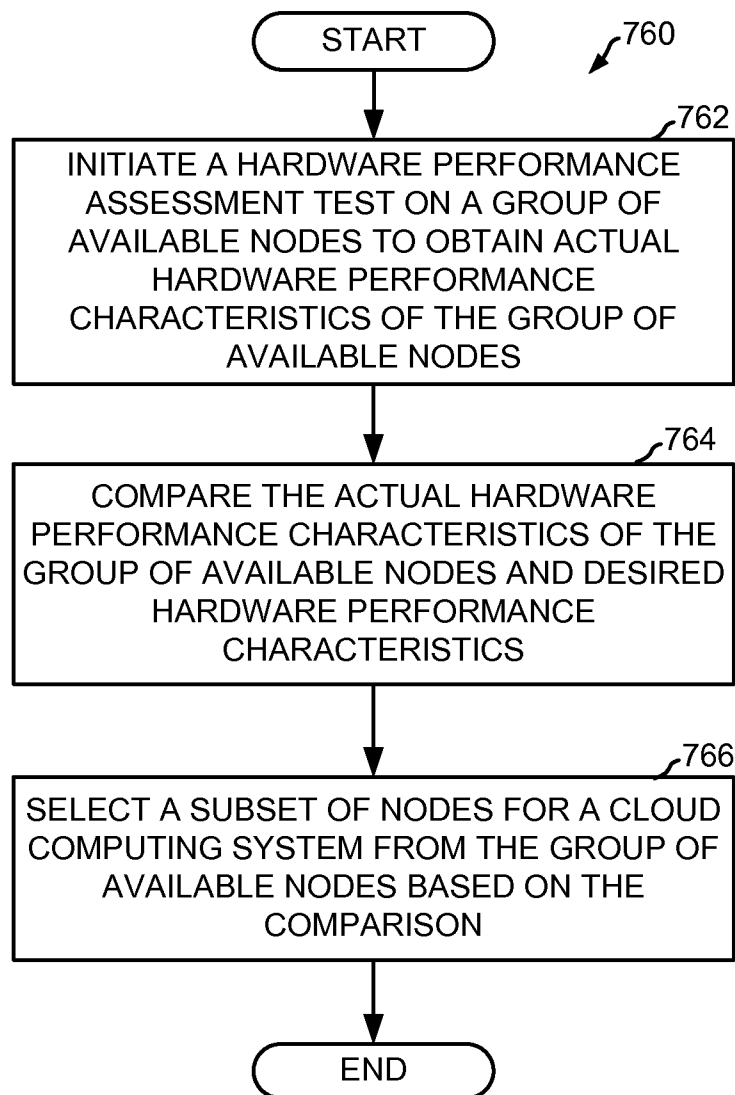 START
760
762
INITIATE A HARDWARE PERFORMANCE
ASSESSMENT TEST ON A GROUP OF
AVAILABLE NODES TO OBTAIN ACTUAL
HARDWARE PERFORMANCE
CHARACTERISTICS OF THE GROUP OF
AVAILABLE NODES
764
COMPARE THE ACTUAL HARDWARE
PERFORMANCE CHARACTERISTICS OF THE
GROUP OF AVAILABLE NODES AND DESIRED
HARDWARE PERFORMANCE
CHARACTERISTICS
766
SELECT A SUBSET OF NODES FOR A CLOUD
COMPUTING SYSTEM FROM THE GROUP OF
AVAILABLE NODES BASED ON THE
COMPARISON
END